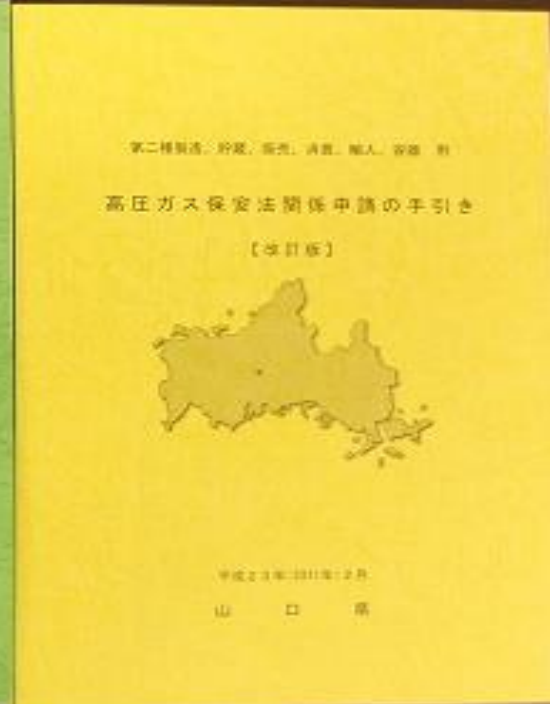 第二種製造、貯蔵、販売、消費、輸入、容器 用
高圧ガス保安法関係申請の手引き
【改訂版】
平成23年(2011年)2月
山口県